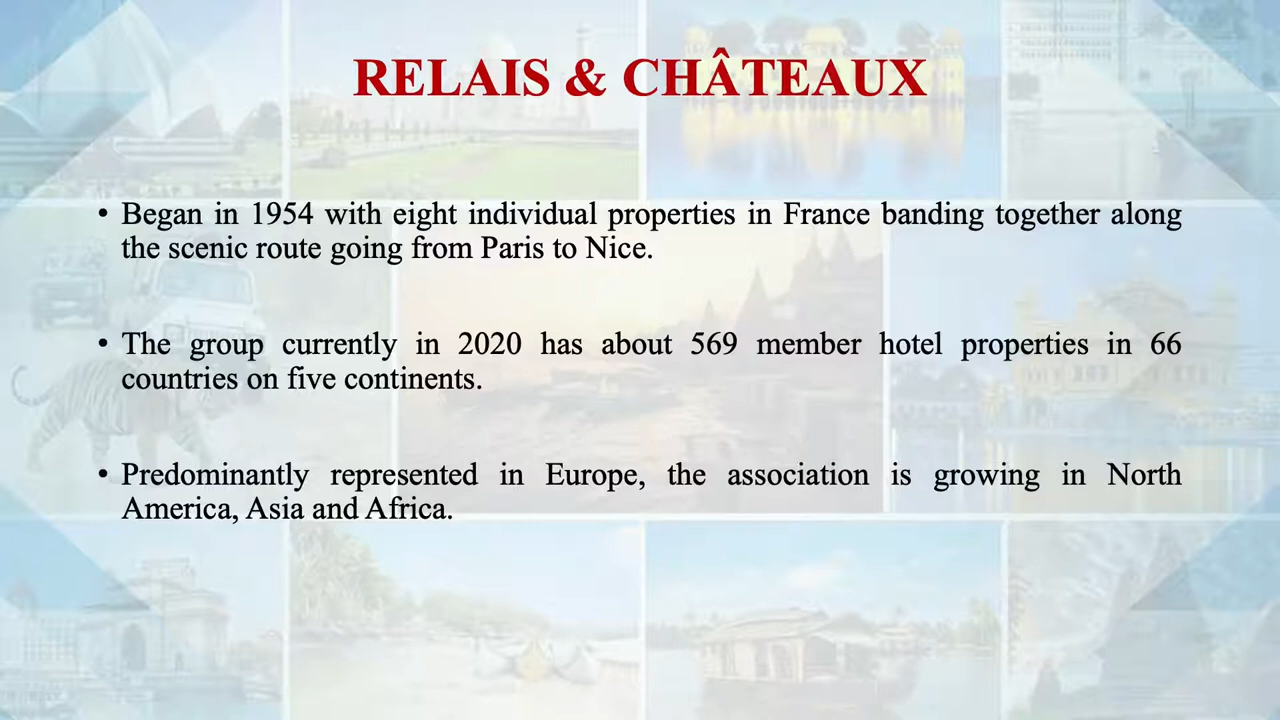 RELAIS & CHÂTEAUX
• Began in 1954 with eight individual properties in France banding together along
the scenic route going from Paris to Nice.
• The group currently in 2020 has about 569 member hotel properties in 66
countries on five continents.
• Predominantly represented in Europe, the association is growing in North
America, Asia and Africa.